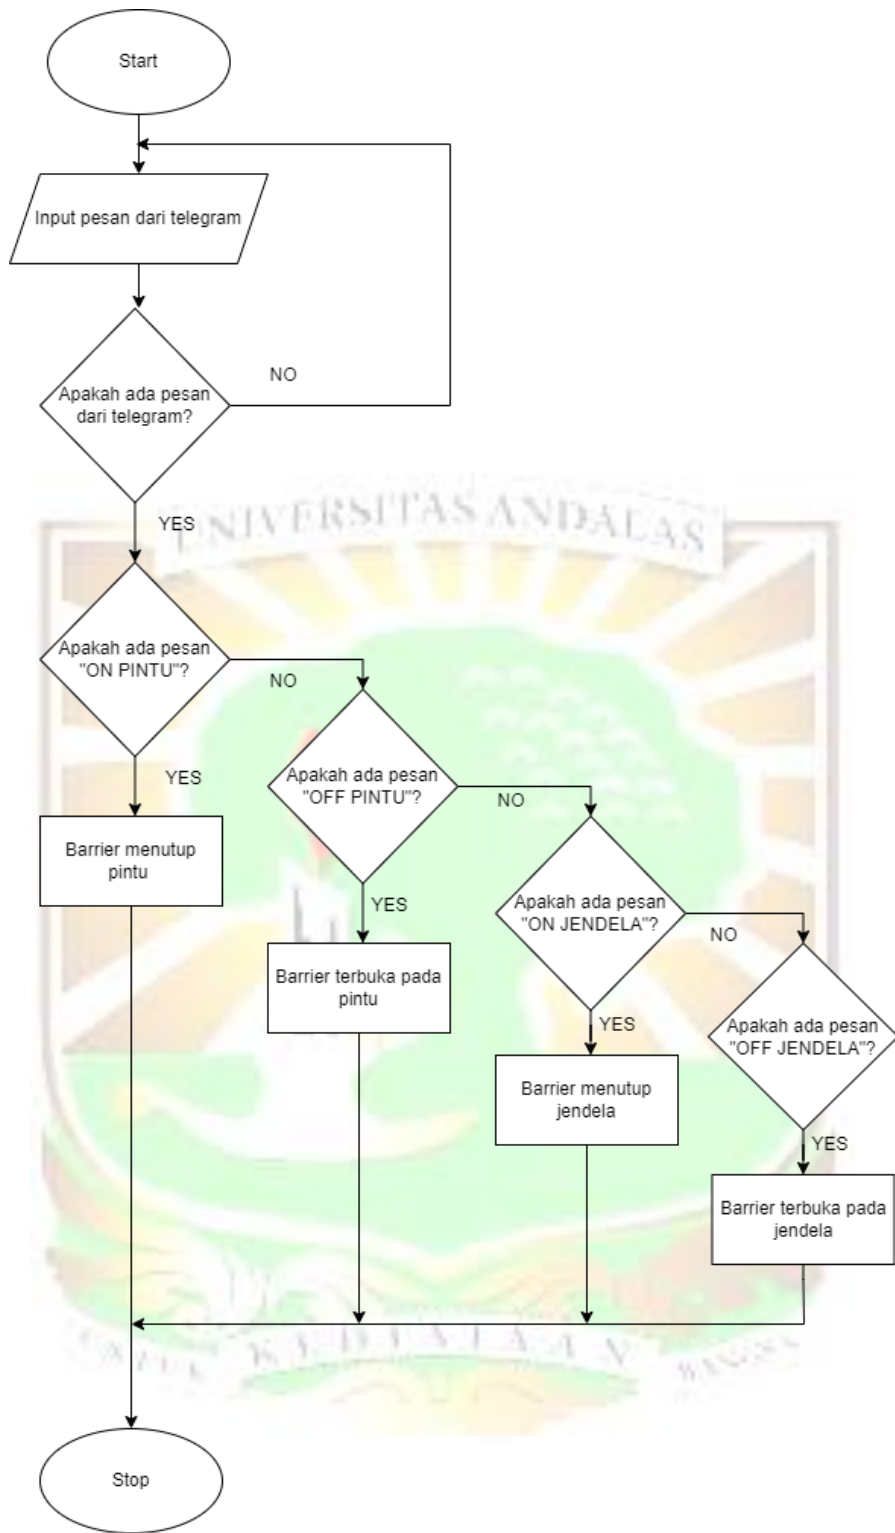 Start
Input pesan dari telegram
Apakah ada pesan
dari telegram?
NO
YES
UNIVERSITAS ANDALAS
Apakah ada pesan
"ON PINTU"?
NO
YES
Apakah ada pesan
"OFF PINTU"?
NO
Barrier menutup
pintu
YES
Apakah ada pesan
"ON JENDELA"?
NO
Barrier terbuka pada
pintu
YES
Apakah ada pesan
"OFF JENDELA"?
Barrier menutup
jendela
YES
Barrier terbuka pada
jendela
KEDJAJAAN
BANGSA
Stop